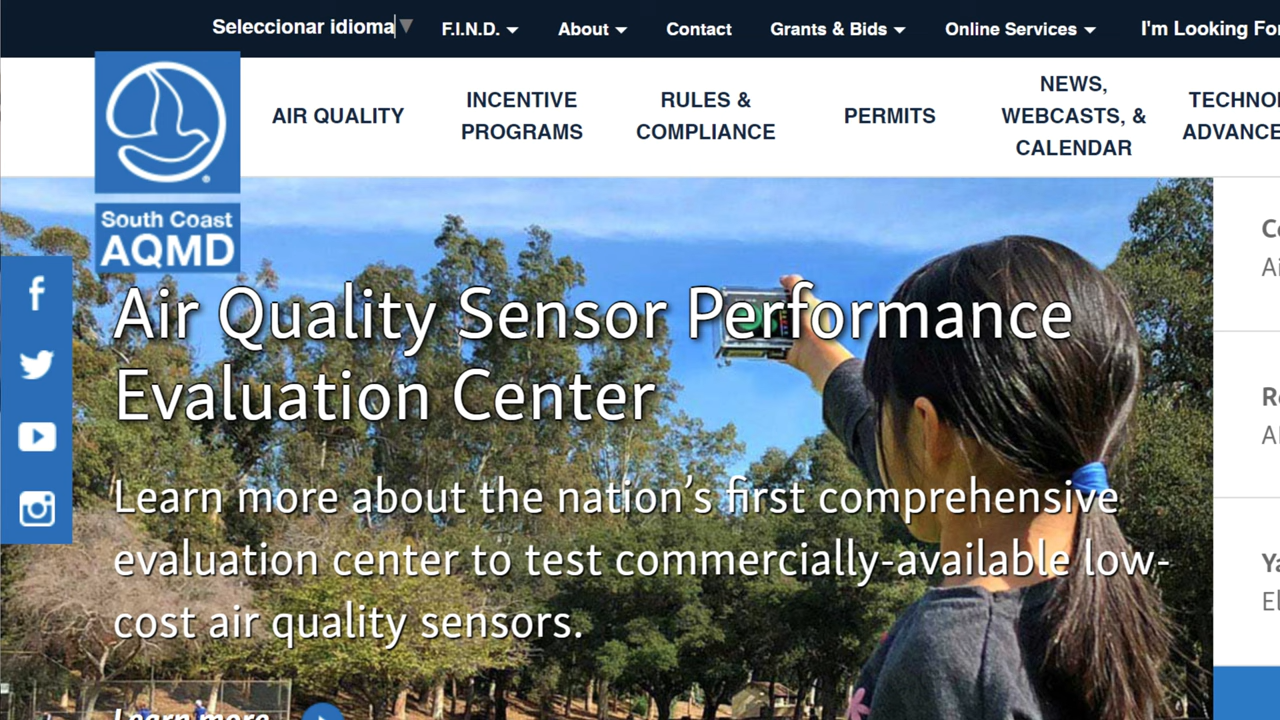 Seleccionar idioma
F.I.N.D.
About
Contact
Grants & Bids
Online Services
I'm Looking For
AIR QUALITY
INCENTIVE
PROGRAMS
RULES &
COMPLIANCE
PERMITS
NEWS,
WEBCASTS, &
CALENDAR
South Coast
AQMD
Air Quality Sensor Performance
Evaluation Center
Learn more about the nation’s first comprehensive
evaluation center to test commercially-available low-
cost air quality sensors.
Learn more